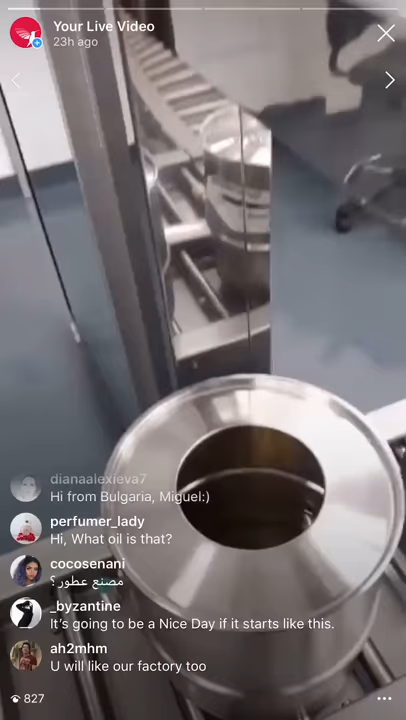 Your Live Video
23h ago
dianaalexieva7
Hi from Bulgaria, Miguel:)
perfumer_lady
Hi, What oil is that?
cocosenani
مصنع عطور؟
_byzantine
It's going to be a Nice Day if it starts like this.
ah2mhm
U will like our factory too
827